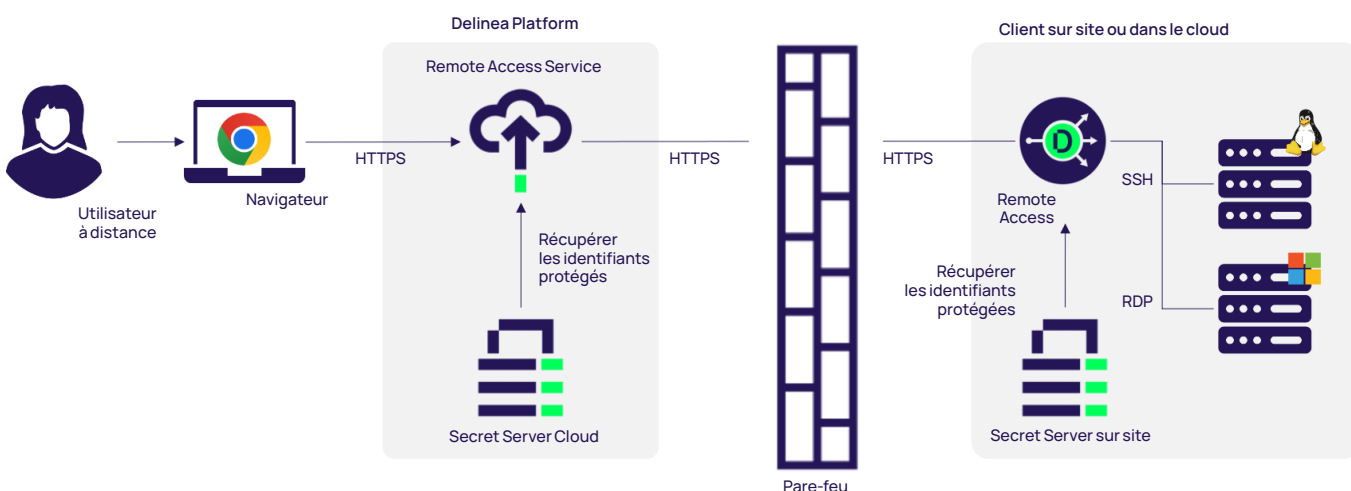 Delinea Platform
Client sur site ou dans le cloud
Remote Access Service
HTTPS
HTTPS
HTTPS
Utilisateur
à distance
Navigateur
Récupérer
les identifiants
protégés
Secret Server Cloud
Pare-feu
D
Remote
Access
SSH
RDP
Récupérer
les identifiants
protégées
Secret Server sur site